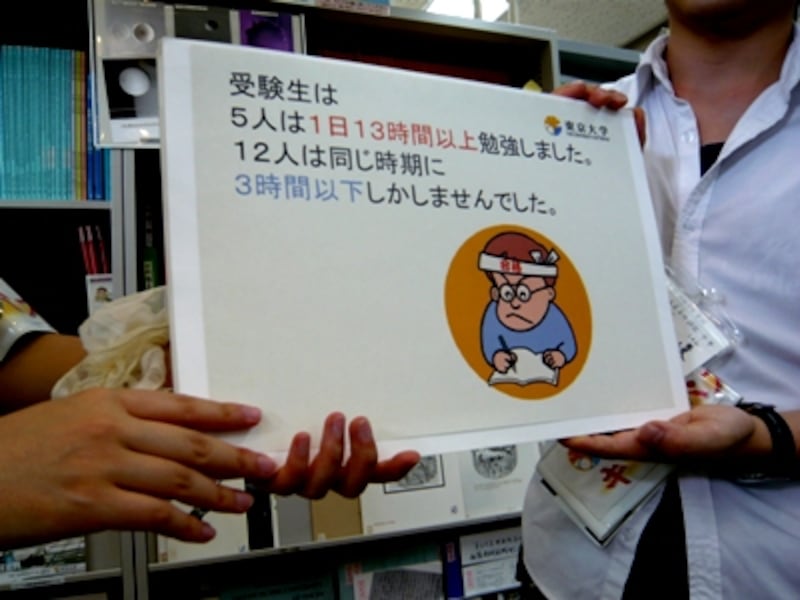 受験生は
5人は1日13時間以上勉強しました。
12人は同じ時期に
3時間以下しかしませんでした。
東京大学
合格